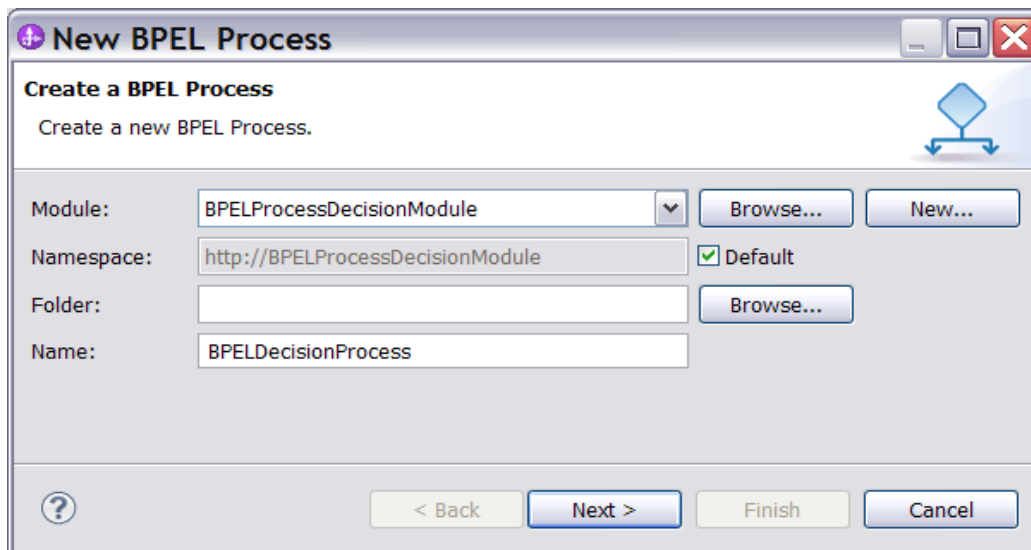 New BPEL Process
Create a BPEL Process
Create a new BPEL Process.
Module: BPELProcessDecisionModule Browse... New...
Namespace: http://BPELProcessDecisionModule Default
Folder: Browse...
Name: BPELDecisionProcess
? < Back Next > Finish Cancel